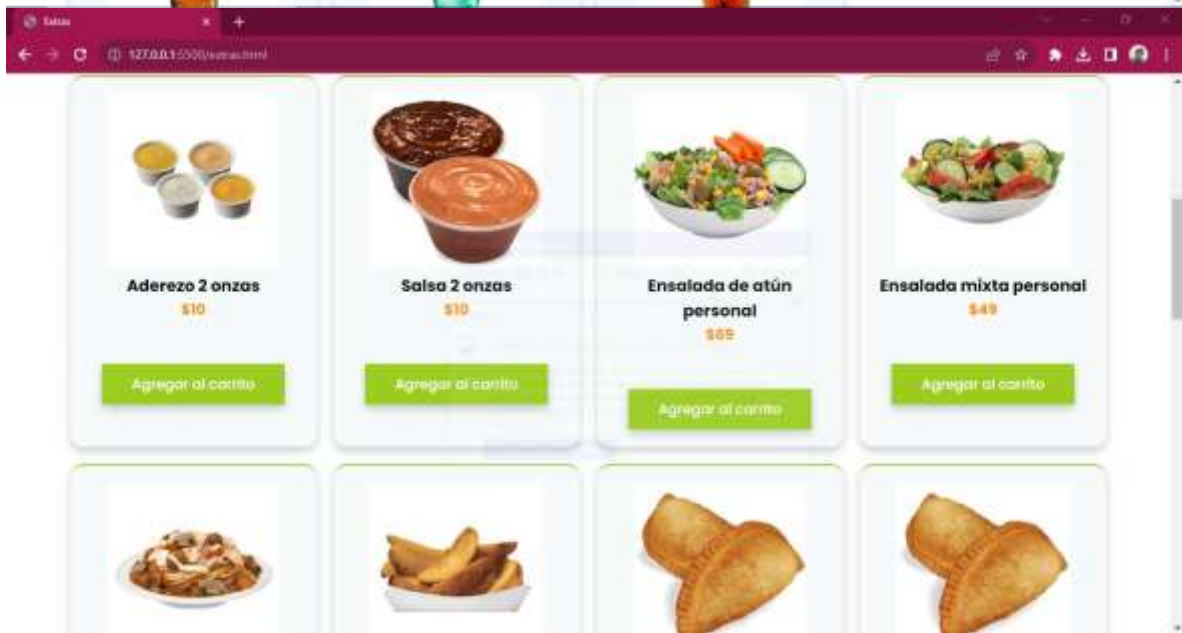 Extras
127.0.0.1:5500/extras.html
Aderezo 2 onzas
$10
Agregar al carrito
Salsa 2 onzas
$10
Agregar al carrito
Ensalada de atún
personal
$69
Agregar al carrito
Ensalada mixta personal
$49
Agregar al carrito